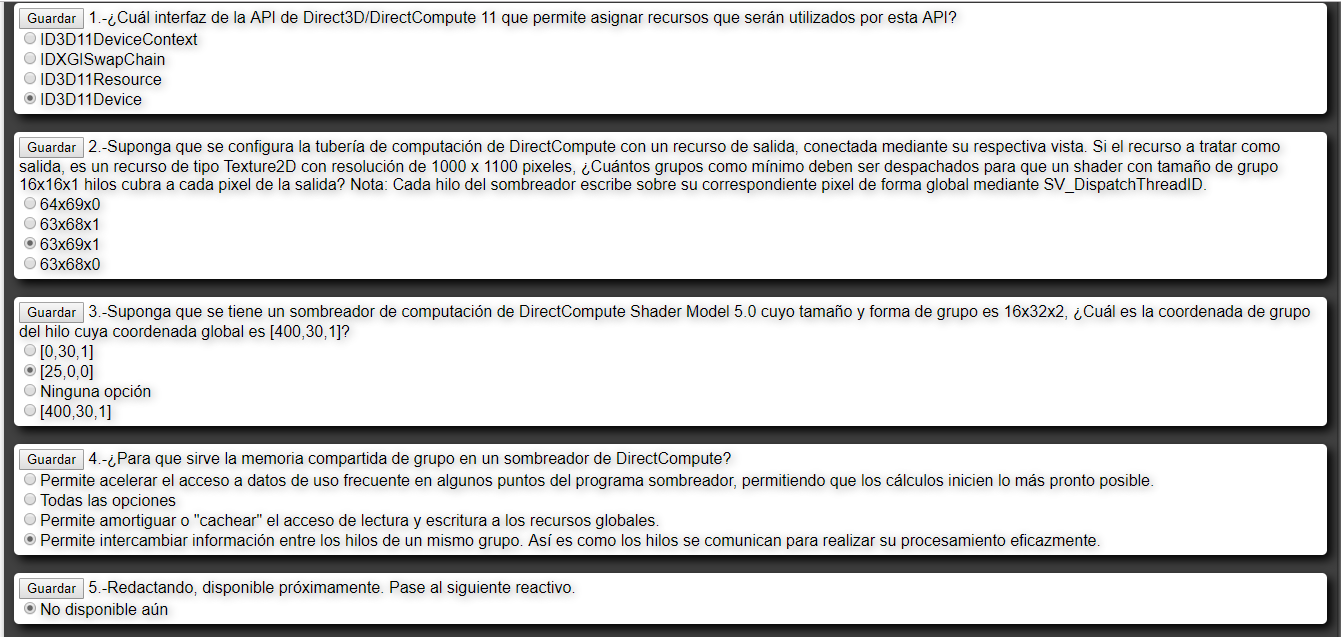 Guardar 1.-¿Cuál interfaz de la API de Direct3D/DirectCompute 11 que permite asignar recursos que serán utilizados por esta API?
ID3D11DeviceContext
IDXGISwapChain
ID3D11Resource
ID3D11Device
Guardar 2.-Suponga que se configura la tubería de computación de DirectCompute con un recurso de salida, conectada mediante su respectiva vista. Si el recurso a tratar como
salida, es un recurso de tipo Texture2D con resolución de 1000 x 1100 pixeles, ¿Cuántos grupos como mínimo deben ser despachados para que un shader con tamaño de grupo
16x16x1 hilos cubra a cada pixel de la salida? Nota: Cada hilo del sombreador escribe sobre su correspondiente pixel de forma global mediante SV_DispatchThreadID.
64x69x0
63x68x1
63x69x1
63x68x0
Guardar 3.-Suponga que se tiene un sombreador de computación de DirectCompute Shader Model 5.0 cuyo tamaño y forma de grupo es 16x32x2, ¿Cuál es la coordenada de grupo
del hilo cuya coordenada global es [400,30,1]?
[0,30,1]
[25,0,0]
Ninguna opción
[400,30,1]
Guardar 4.-¿Para que sirve la memoria compartida de grupo en un sombreador de DirectCompute?
Permite acelerar el acceso a datos de uso frecuente en algunos puntos del programa sombreador, permitiendo que los cálculos inicien lo más pronto posible.
Todas las opciones
Permite amortiguar o "cachear" el acceso de lectura y escritura a los recursos globales.
Permite intercambiar información entre los hilos de un mismo grupo. Así es como los hilos se comunican para realizar su procesamiento eficazmente.
Guardar 5.-Redactando, disponible próximamente. Pase al siguiente reactivo.
No disponible aún